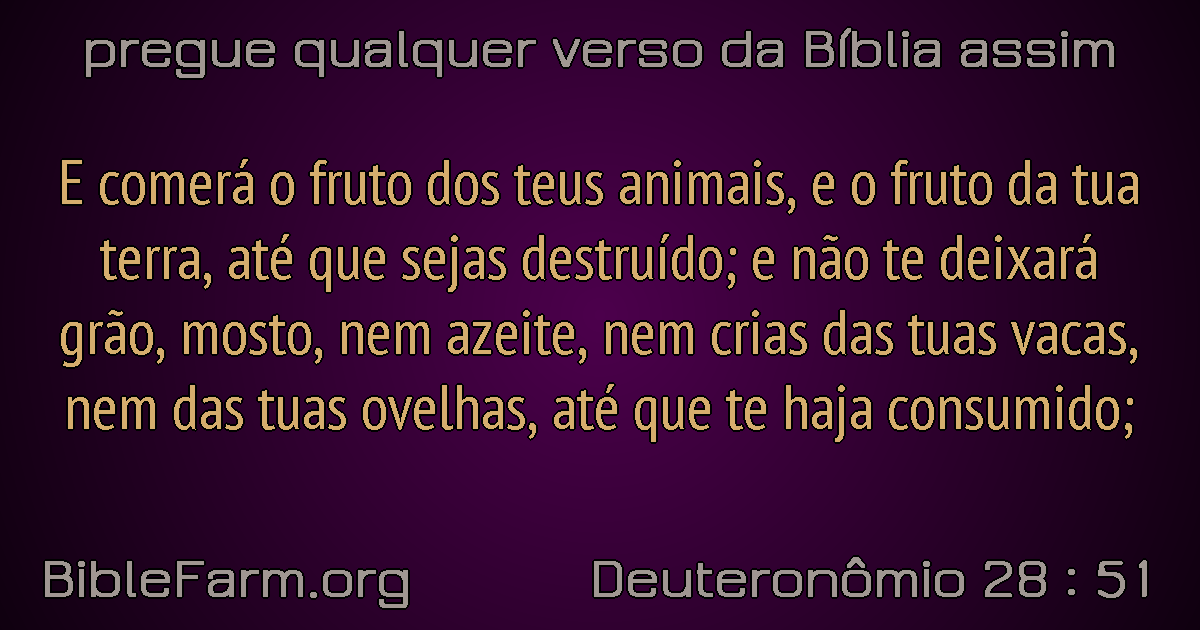 pregue qualquer verso da Bíblia assim
E comerá o fruto dos teus animais, e o fruto da tua
terra, até que sejas destruído; e não te deixará
grão, mosto, nem azeite, nem crias das tuas vacas,
nem das tuas ovelhas, até que te haja consumido;
BibleFarm.org
Deuteronômio 28 : 51